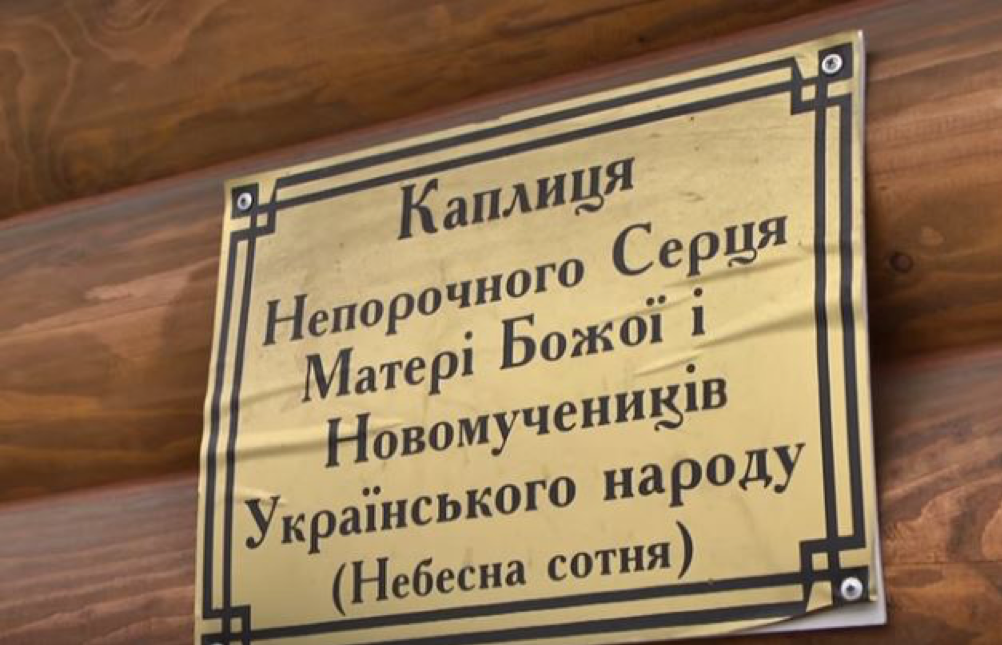 Каплиця
Непорочного Серця
Матері Божої і
Новомучеників
Українського народу
(Небесна сотня)